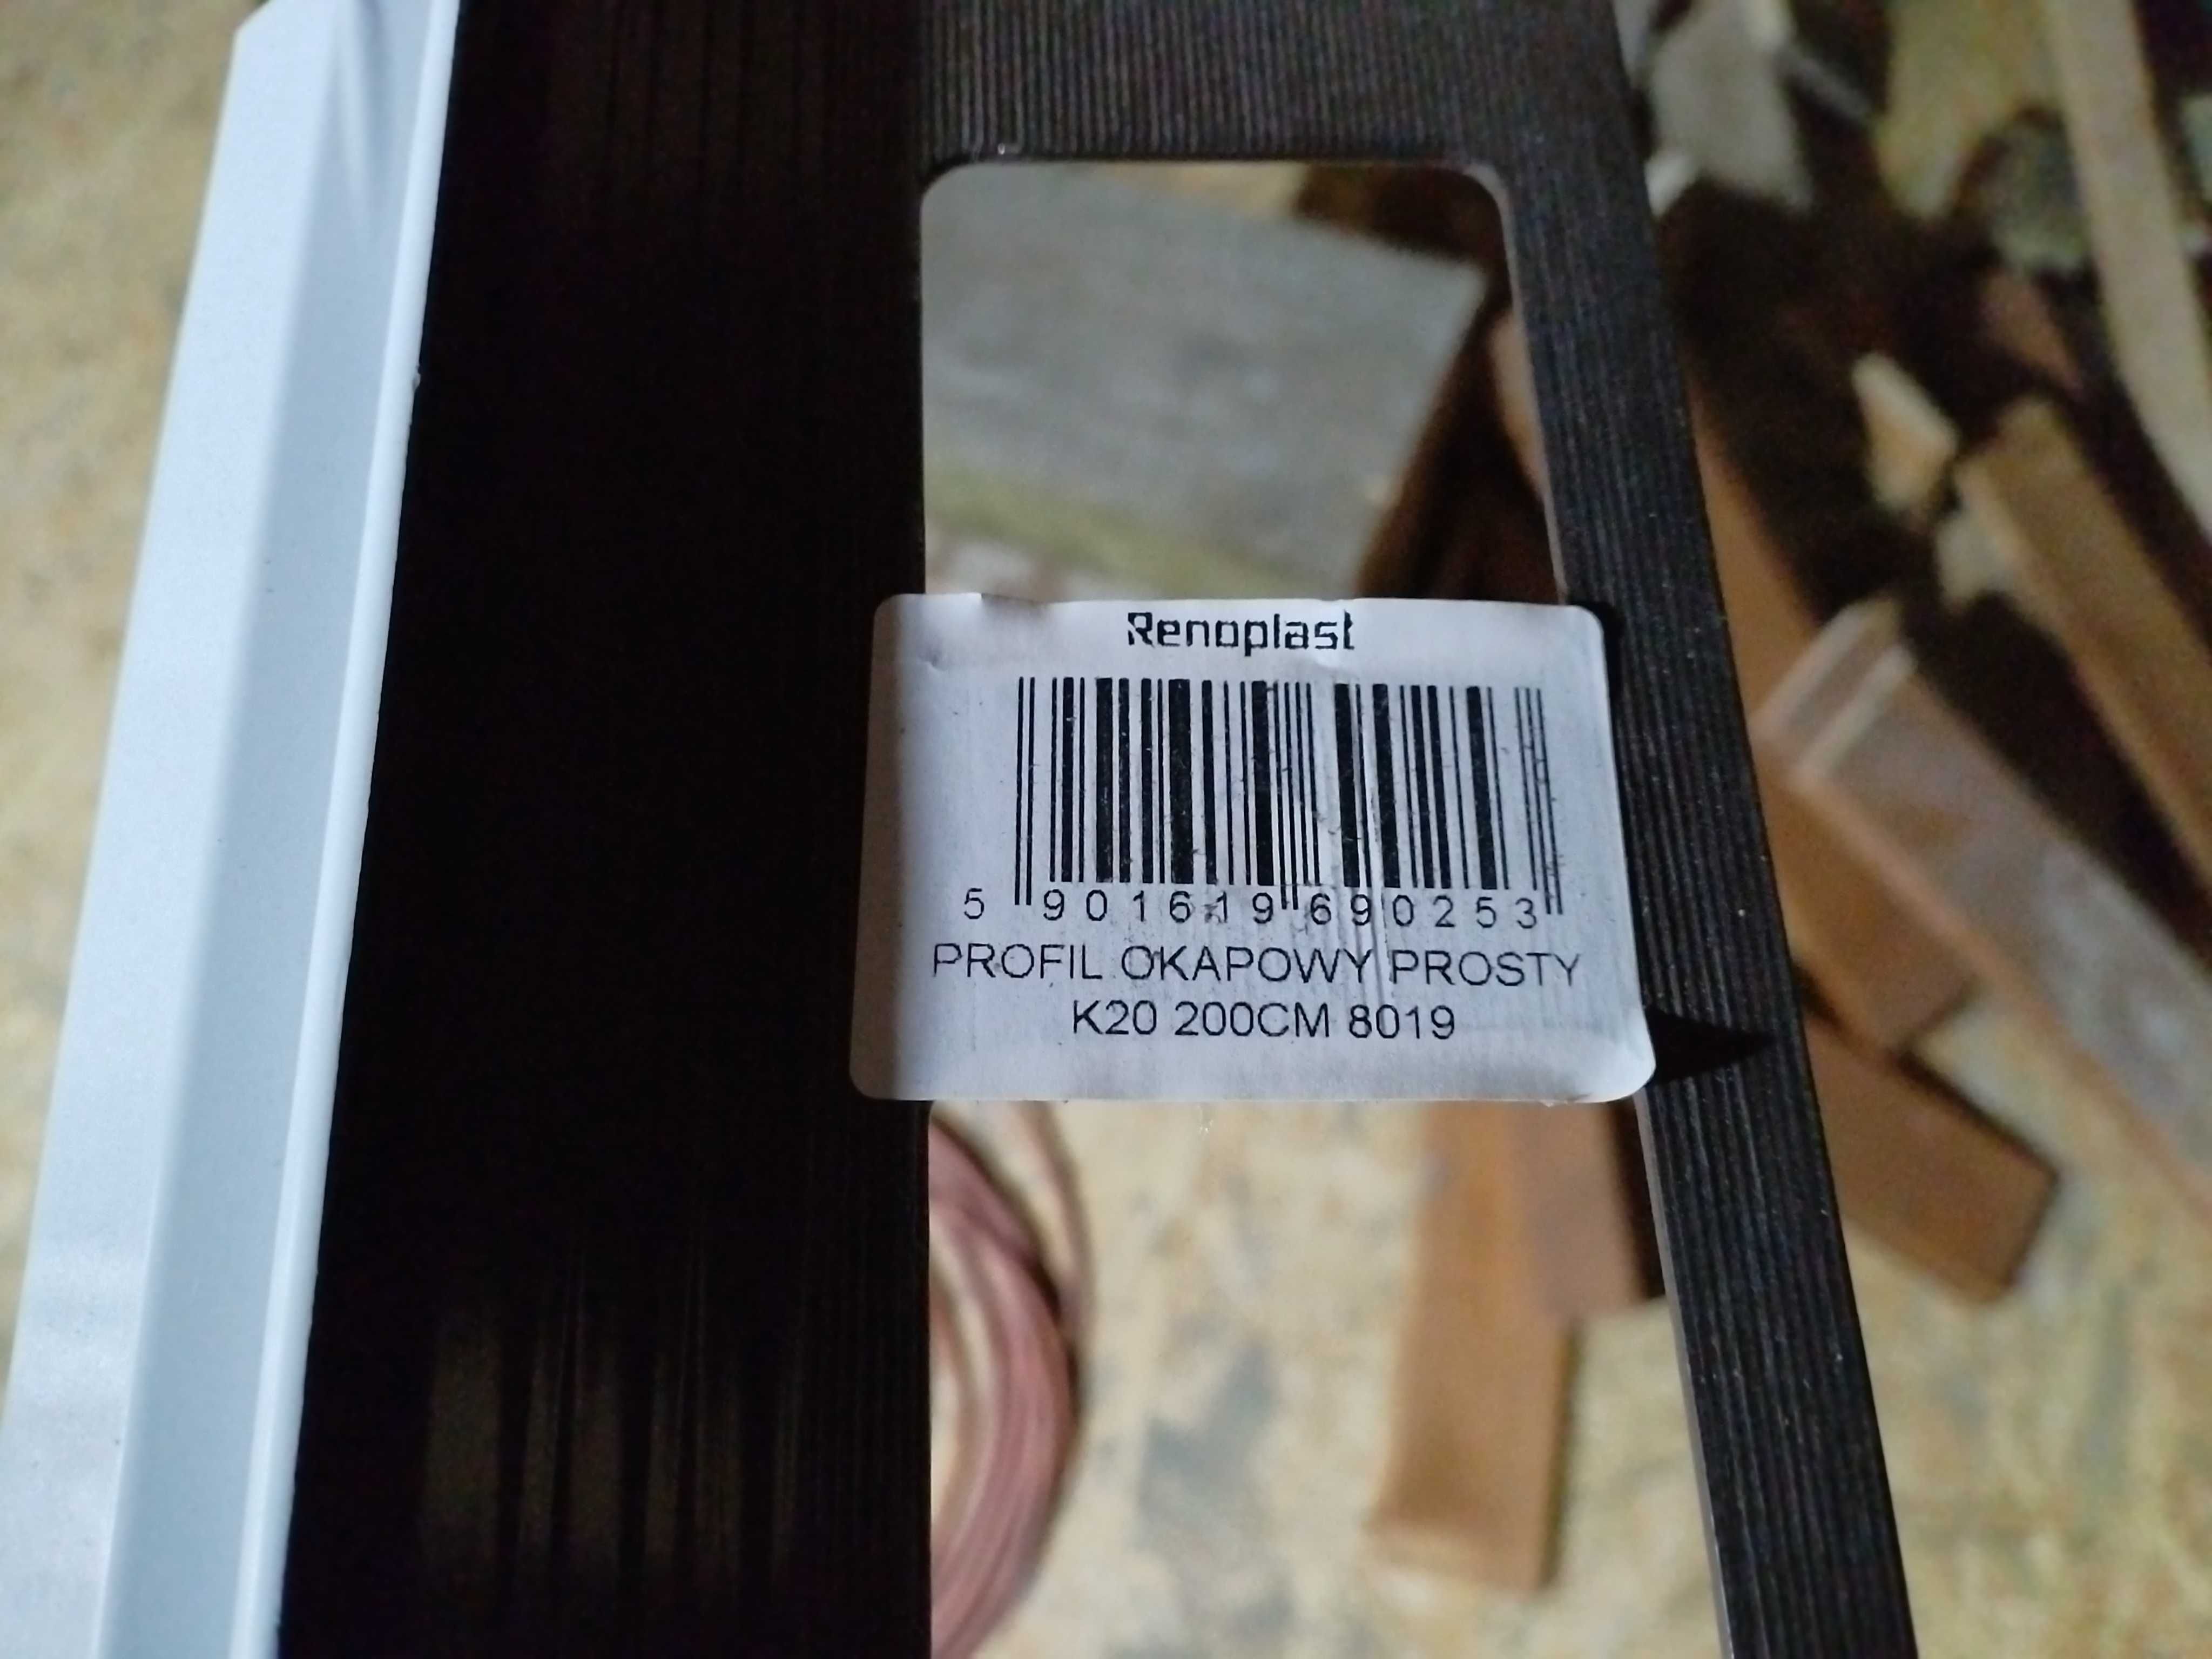 Renoplast
5 901619 690253
PROFIL OKAPOWY PROSTY
K20 200CM 8019